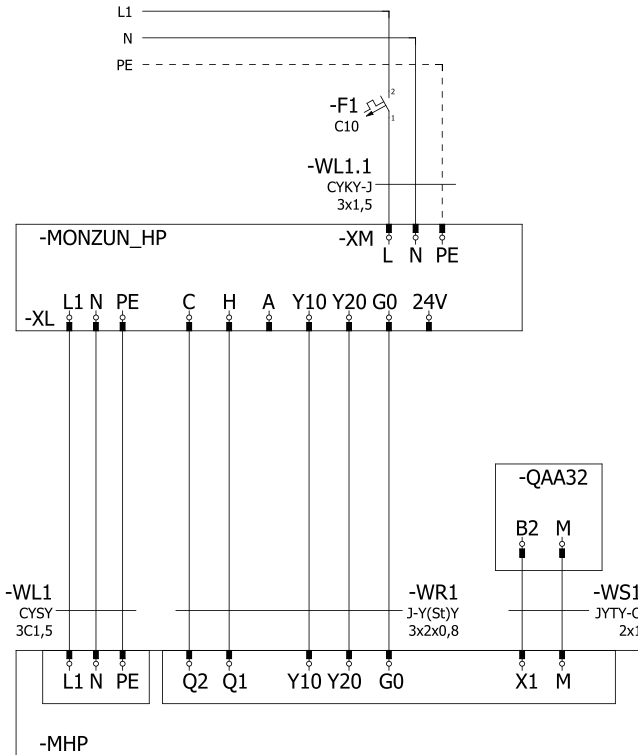 L1
N
PE
2
-F1
C10
1
-WL1.1
CYKY-J
3x1,5
-MONZUN_HP
-XM
L N PE
L1 N PE C H A Y10 Y20 G0 24V
-XL
-QAA32
B2 M
-WL1
CYSY
3C1,5
-WR1
J-Y(St)Y
3x2x0,8
-WS1
JYTY-O
2x1
L1 N PE Q2 Q1 Y10 Y20 G0 X1 M
-MHP